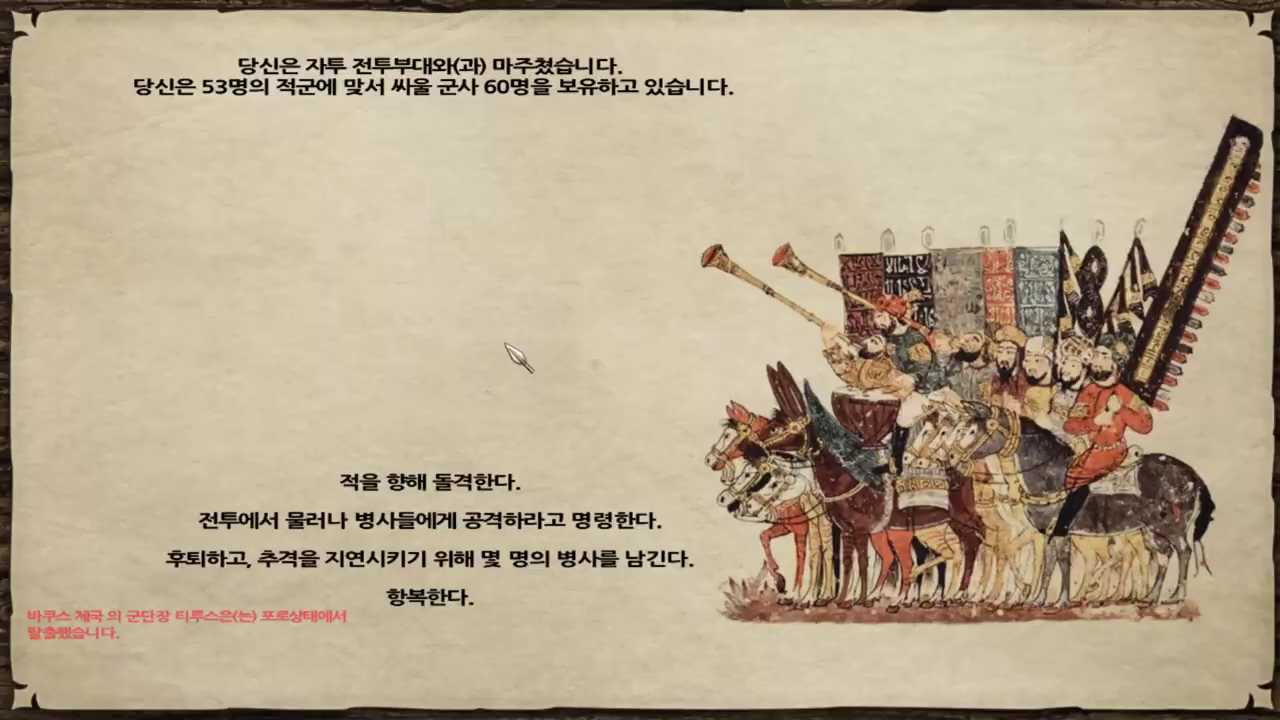 당신은 자투 전투부대와(과) 마주쳤습니다.
당신은 53명의 적군에 맞서 싸울 군사 60명을 보유하고 있습니다.
적을 향해 돌격한다.
전투에서 물러나 병사들에게 공격하라고 명령한다.
후퇴하고, 추격을 지연시키기 위해 몇 명의 병사를 남긴다.
항복한다.
바쿠스 제국 의 군단장 티투스은(는) 포로상태에서
탈출했습니다.